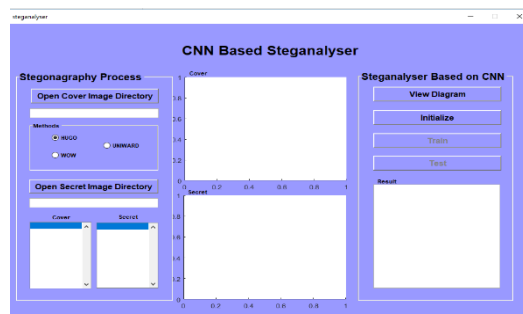 steganalyser
CNN Based Steganalyser
Stegonagraphy Process
Open Cover Image Directory
Methods
HUGO
UNIWARD
WOW
Open Secret Image Directory
Cover
Secret
Cover
1
0.8
0.6
0.4
0.2
0
0 0.2 0.4 0.6 0.8 1
Secret
1
0.8
0.6
0.4
0.2
0
0 0.2 0.4 0.6 0.8 1
Steganalyser Based on CNN
View Diagram
Initialize
Train
Test
Result